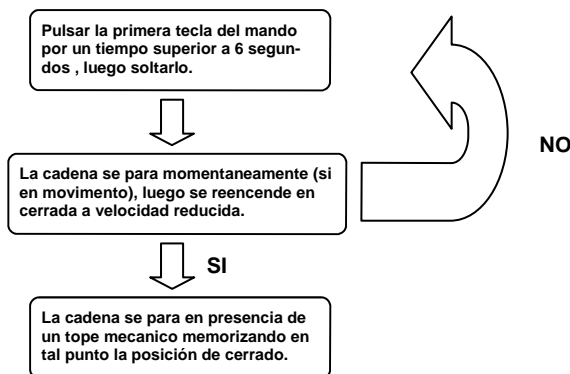 Pulsar la primera tecla del mando
por un tiempo superior a 6 segun-
dos , luego soltarlo.
NO
La cadena se para momentaneamente (si
en movimento), luego se reencende en
cerrada a velocidad reducida.
SI
La cadena se para en presencia de
un tope mecanico memorizando en
tal punto la posición de cerrado.